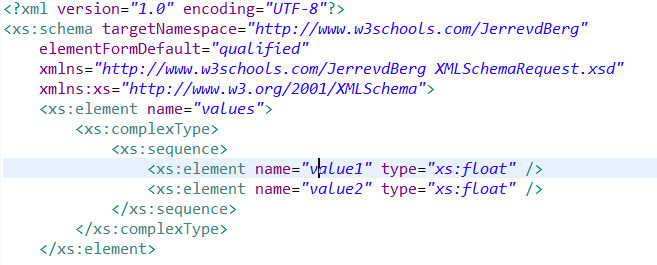 <?xml version="1.0" encoding="UTF-8"?>
<xs:schema targetNamespace="http://www.w3schools.com/JerrevdBerg"
    elementFormDefault="qualified"
    xmlns="http://www.w3schools.com/JerrevdBerg XMLSchemaRequest.xsd"
    xmlns:xs="http://www.w3.org/2001/XMLSchema">
    <xs:element name="values">
        <xs:complexType>
            <xs:sequence>
                <xs:element name="value1" type="xs:float" />
                <xs:element name="value2" type="xs:float" />
            </xs:sequence>
        </xs:complexType>
    </xs:element>